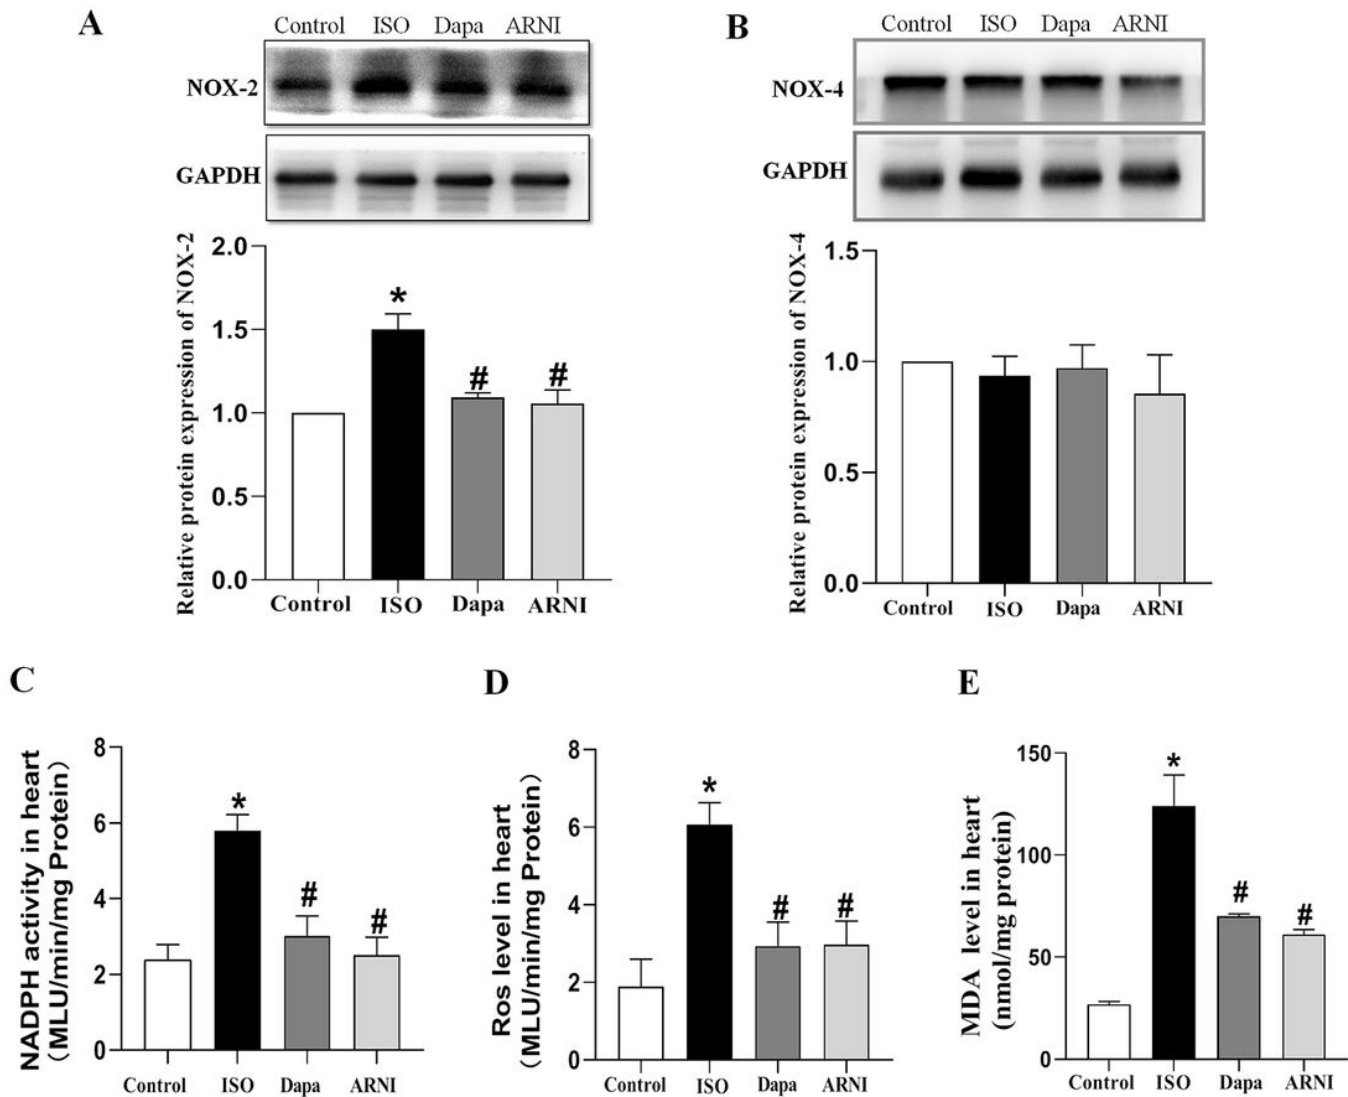 A
Control ISO Dapa ARNI
NOX-2
GAPDH
Relative protein expression of NOX-2
2.0
1.5
1.0
0.5
0.0
*
#
#
Control ISO Dapa ARNI
B
Control ISO Dapa ARNI
NOX-4
GAPDH
Relative protein expression of NOX-4
1.5
1.0
0.5
0.0
Control ISO Dapa ARNI
C
NADPH activity in heart
(MLU/min/mg Protein)
8
6
4
2
0
*
#
#
Control ISO Dapa ARNI
D
Ros level in heart
(MLU/min/mg Protein)
8
6
4
2
0
*
#
#
Control ISO Dapa ARNI
E
MDA level in heart
(nmol/mg protein)
150
100
50
0
*
#
#
Control ISO Dapa ARNI